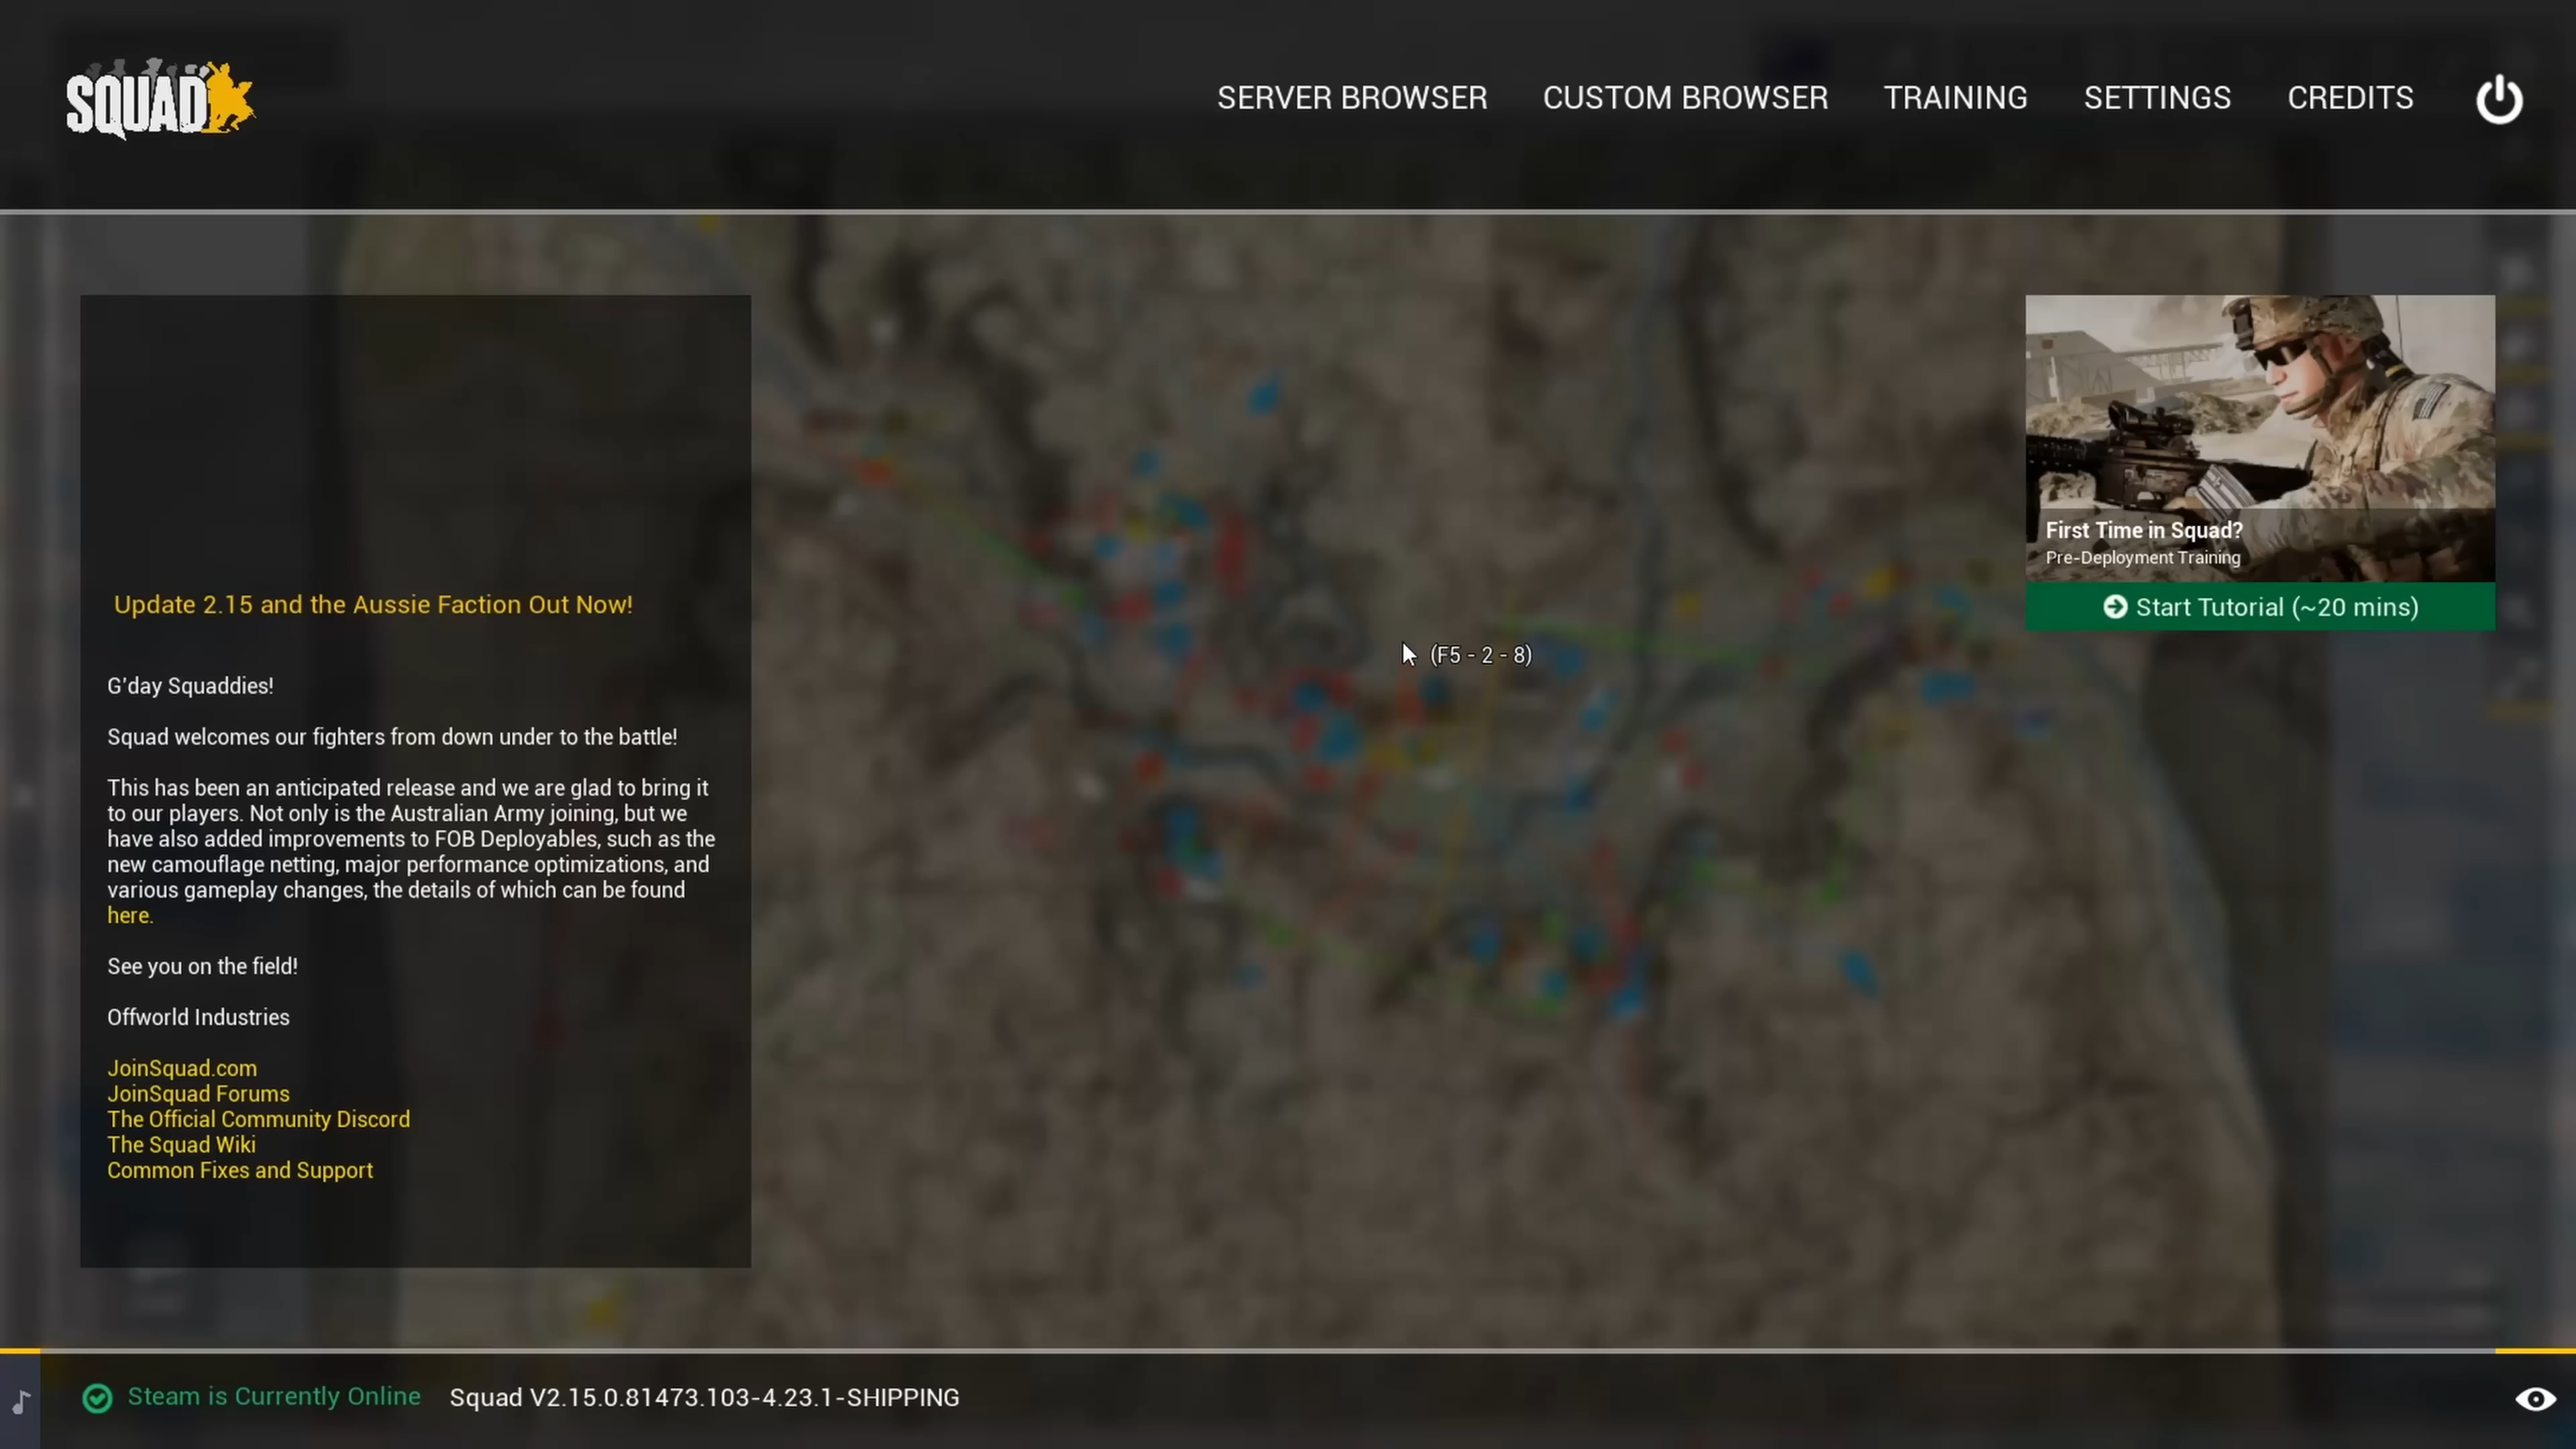 SQUAD
SERVER BROWSER
CUSTOM BROWSER
TRAINING
SETTINGS
CREDITS
Update 2.15 and the Aussie Faction Out Now!
G'day Squaddies!
Squad welcomes our fighters from down under to the battle!
This has been an anticipated release and we are glad to bring it
to our players. Not only is the Australian Army joining, but we
have also added improvements to FOB Deployables, such as the
new camouflage netting, major performance optimizations, and
various gameplay changes, the details of which can be found
here.
See you on the field!
Offworld Industries
JoinSquad.com
JoinSquad Forums
The Official Community Discord
The Squad Wiki
Common Fixes and Support
(F5 - 2 - 8)
First Time in Squad?
Pre-Deployment Training
Start Tutorial (~20 mins)
Steam is Currently Online
Squad V2.15.0.81473.103-4.23.1-SHIPPING